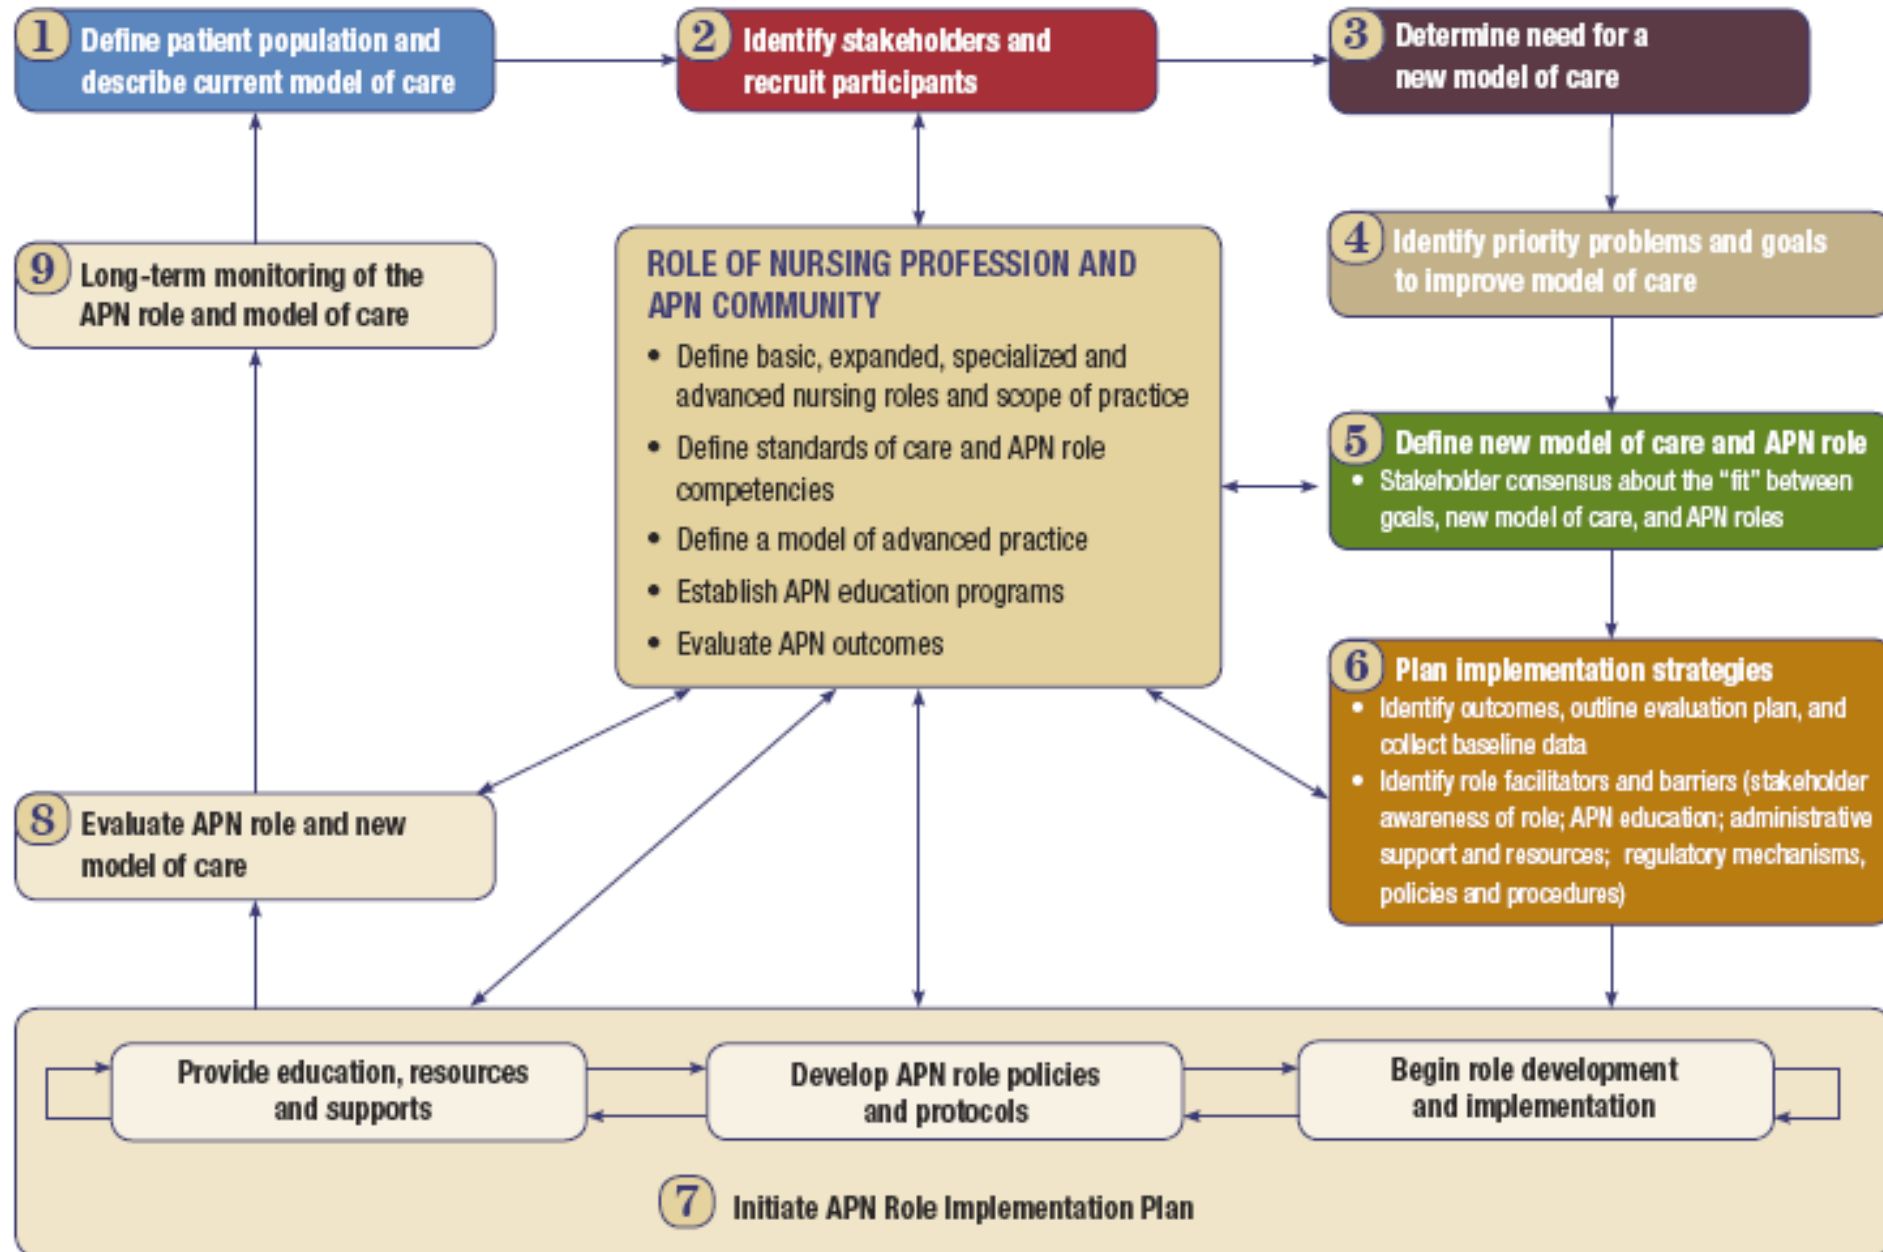 1 Define patient population and
describe current model of care
2 Identify stakeholders and
recruit participants
3 Determine need for a
new model of care
4 Identify priority problems and goals
to improve model of care
5 Define new model of care and APN role
• Stakeholder consensus about the “fit” between
goals, new model of care, and APN roles
6 Plan implementation strategies
• Identify outcomes, outline evaluation plan, and
collect baseline data
• Identify role facilitators and barriers (stakeholder
awareness of role; APN education; administrative
support and resources; regulatory mechanisms,
policies and procedures)
ROLE OF NURSING PROFESSION AND
APN COMMUNITY
• Define basic, expanded, specialized and
advanced nursing roles and scope of practice
• Define standards of care and APN role
competencies
• Define a model of advanced practice
• Establish APN education programs
• Evaluate APN outcomes
9 Long-term monitoring of the
APN role and model of care
8 Evaluate APN role and new
model of care
Provide education, resources
and supports
Develop APN role policies
and protocols
Begin role development
and implementation
7 Initiate APN Role Implementation Plan